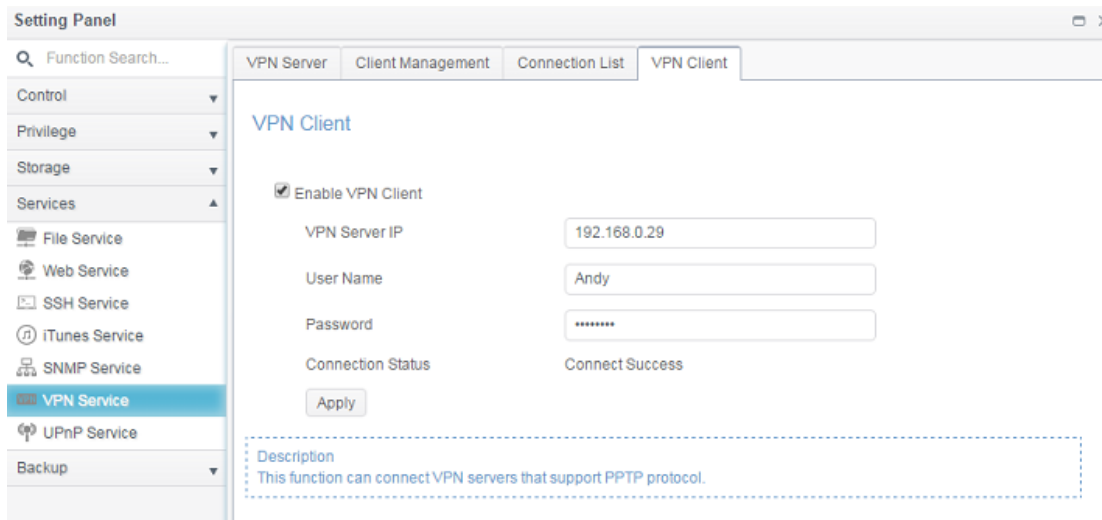 Setting Panel
Function Search...
Control
Privilege
Storage
Services
File Service
Web Service
SSH Service
iTunes Service
SNMP Service
VPN Service
UPnP Service
Backup
VPN Server
Client Management
Connection List
VPN Client
VPN Client
Enable VPN Client
VPN Server IP
192.168.0.29
User Name
Andy
Password
••••••••
Connection Status
Connect Success
Apply
Description
This function can connect VPN servers that support PPTP protocol.